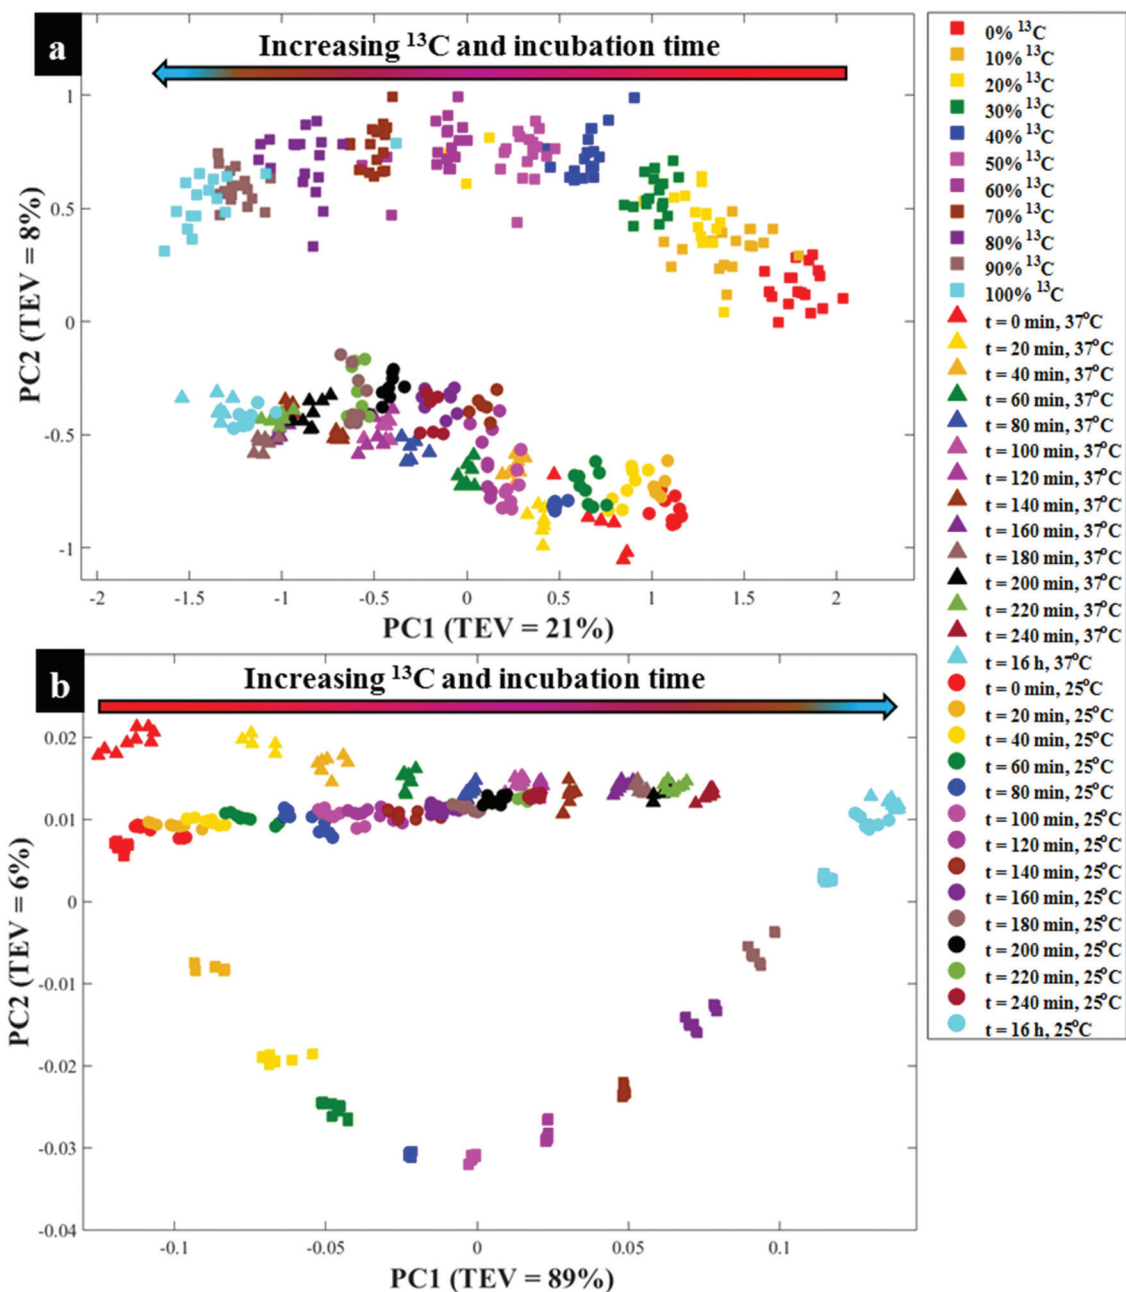 a
Increasing ¹³C and incubation time
1
0.5
0
-0.5
-1
PC2 (TEV = 8%)
-2
-1.5
-1
-0.5
0
0.5
1
1.5
2
PC1 (TEV = 21%)
b
Increasing ¹³C and incubation time
0.02
0.01
0
-0.01
-0.02
-0.03
-0.04
PC2 (TEV = 6%)
-0.1
-0.05
0
0.05
0.1
PC1 (TEV = 89%)
0% ¹³C
10% ¹³C
20% ¹³C
30% ¹³C
40% ¹³C
50% ¹³C
60% ¹³C
70% ¹³C
80% ¹³C
90% ¹³C
100% ¹³C
t = 0 min, 37°C
t = 20 min, 37°C
t = 40 min, 37°C
t = 60 min, 37°C
t = 80 min, 37°C
t = 100 min, 37°C
t = 120 min, 37°C
t = 140 min, 37°C
t = 160 min, 37°C
t = 180 min, 37°C
t = 200 min, 37°C
t = 220 min, 37°C
t = 240 min, 37°C
t = 16 h, 37°C
t = 0 min, 25°C
t = 20 min, 25°C
t = 40 min, 25°C
t = 60 min, 25°C
t = 80 min, 25°C
t = 100 min, 25°C
t = 120 min, 25°C
t = 140 min, 25°C
t = 160 min, 25°C
t = 180 min, 25°C
t = 200 min, 25°C
t = 220 min, 25°C
t = 240 min, 25°C
t = 16 h, 25°C